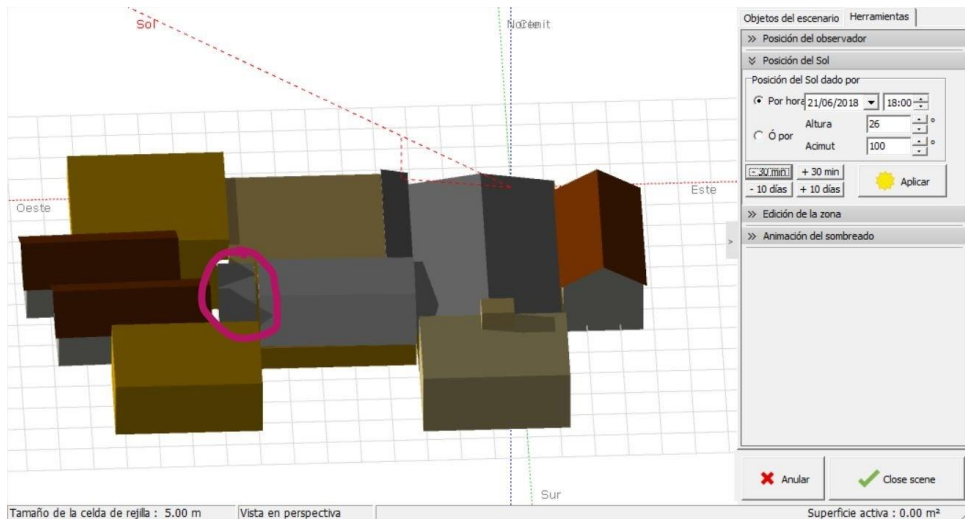 Sol
Norte
Cénit
Oeste
Este
Sur
Objetos del escenario Herramientas
>> Posición del observador
Posición del Sol
Posición del Sol dado por
Por hora 21/06/2018 18:00
Altura 26 °
Ó por
Acimut 100 °
- 30 min + 30 min
- 10 días + 10 días
Aplicar
>> Edición de la zona
>> Animación del sombreado
>
Anular Close scene
Tamaño de la celda de rejilla : 5.00 m Vista en perspectiva Superficie activa : 0.00 m²